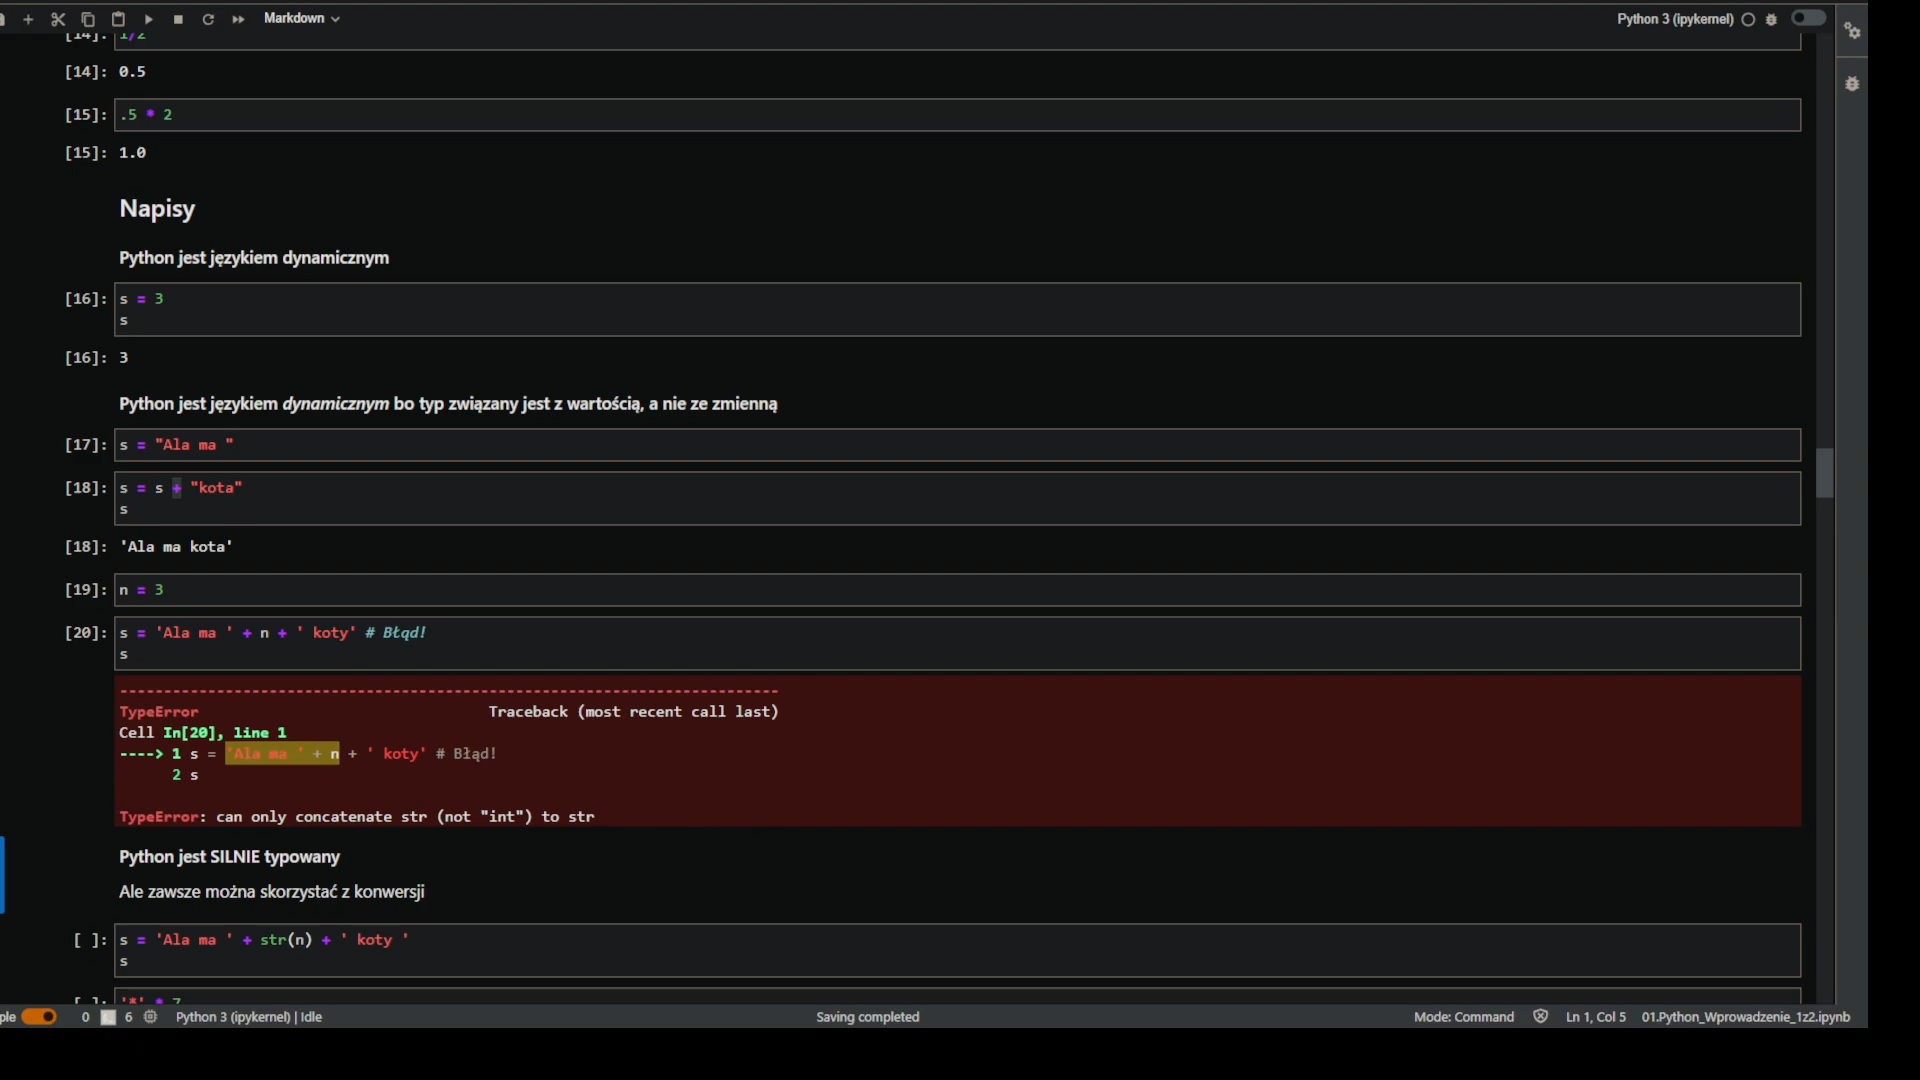 Markdown
Python 3 (ipykernel)
[14]: 1/2
[14]: 0.5
[15]: .5 * 2
[15]: 1.0
Napisy
Python jest językiem dynamicznym
[16]: s = 3
s
[16]: 3
Python jest językiem dynamicznym bo typ związany jest z wartością, a nie ze zmienną
[17]: s = "Ala ma "
[18]: s = s + "kota"
s
[18]: 'Ala ma kota'
[19]: n = 3
[20]: s = 'Ala ma ' + n + ' koty' # Błąd!
s
---------------------------------------------------------------------------
TypeError Traceback (most recent call last)
Cell In[20], line 1
----> 1 s = 'Ala ma ' + n + ' koty' # Błąd!
2 s
TypeError: can only concatenate str (not "int") to str
Python jest SILNIE typowany
Ale zawsze można skorzystać z konwersji
[ ]: s = 'Ala ma ' + str(n) + ' koty '
s
[ ]: '*' * 7
ple 0 6 Python 3 (ipykernel) | Idle Saving completed Mode: Command Ln 1, Col 5 01.Python_Wprowadzenie_1z2.ipynb